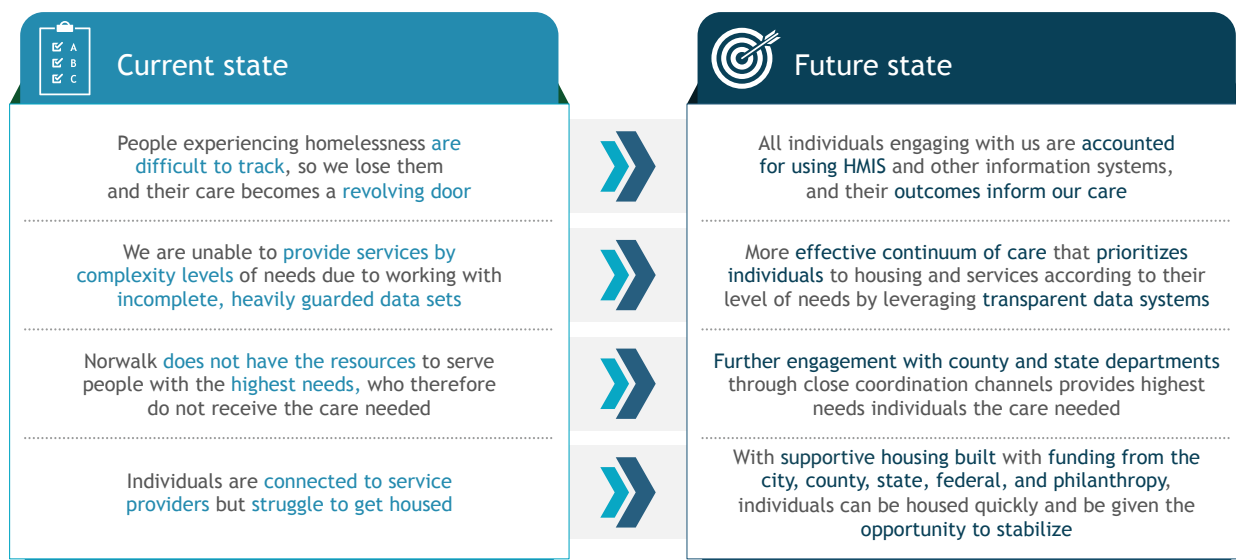 A
B
C
Current state
Future state
People experiencing homelessness are
difficult to track, so we lose them
and their care becomes a revolving door
All individuals engaging with us are accounted
for using HMIS and other information systems,
and their outcomes inform our care
We are unable to provide services by
complexity levels of needs due to working with
incomplete, heavily guarded data sets
More effective continuum of care that prioritizes
individuals to housing and services according to their
level of needs by leveraging transparent data systems
Norwalk does not have the resources to serve
people with the highest needs, who therefore
do not receive the care needed
Further engagement with county and state departments
through close coordination channels provides highest
needs individuals the care needed
Individuals are connected to service
providers but struggle to get housed
With supportive housing built with funding from the
city, county, state, federal, and philanthropy,
individuals can be housed quickly and be given the
opportunity to stabilize